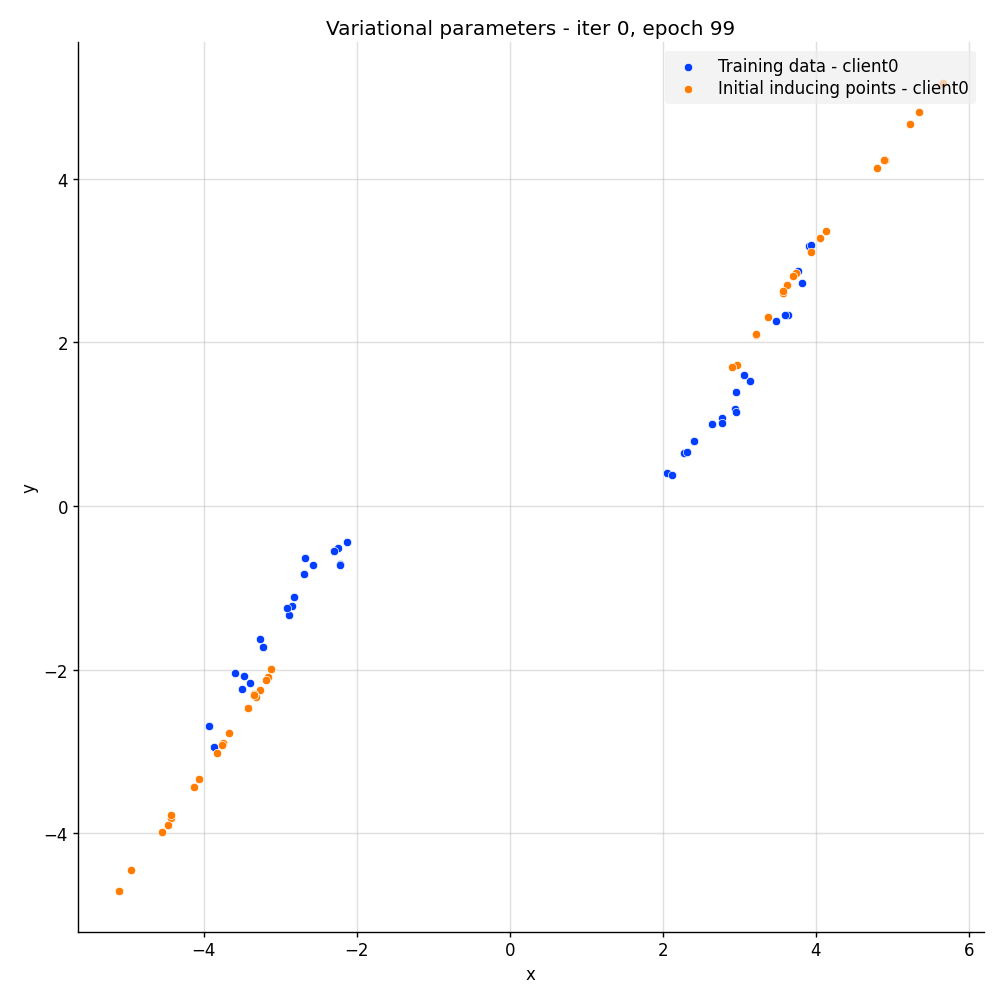 Variational parameters - iter 0, epoch 99
Training data - client0
Initial inducing points - client0
y
4
2
0
−2
−4
−4
−2
0
2
4
6
x